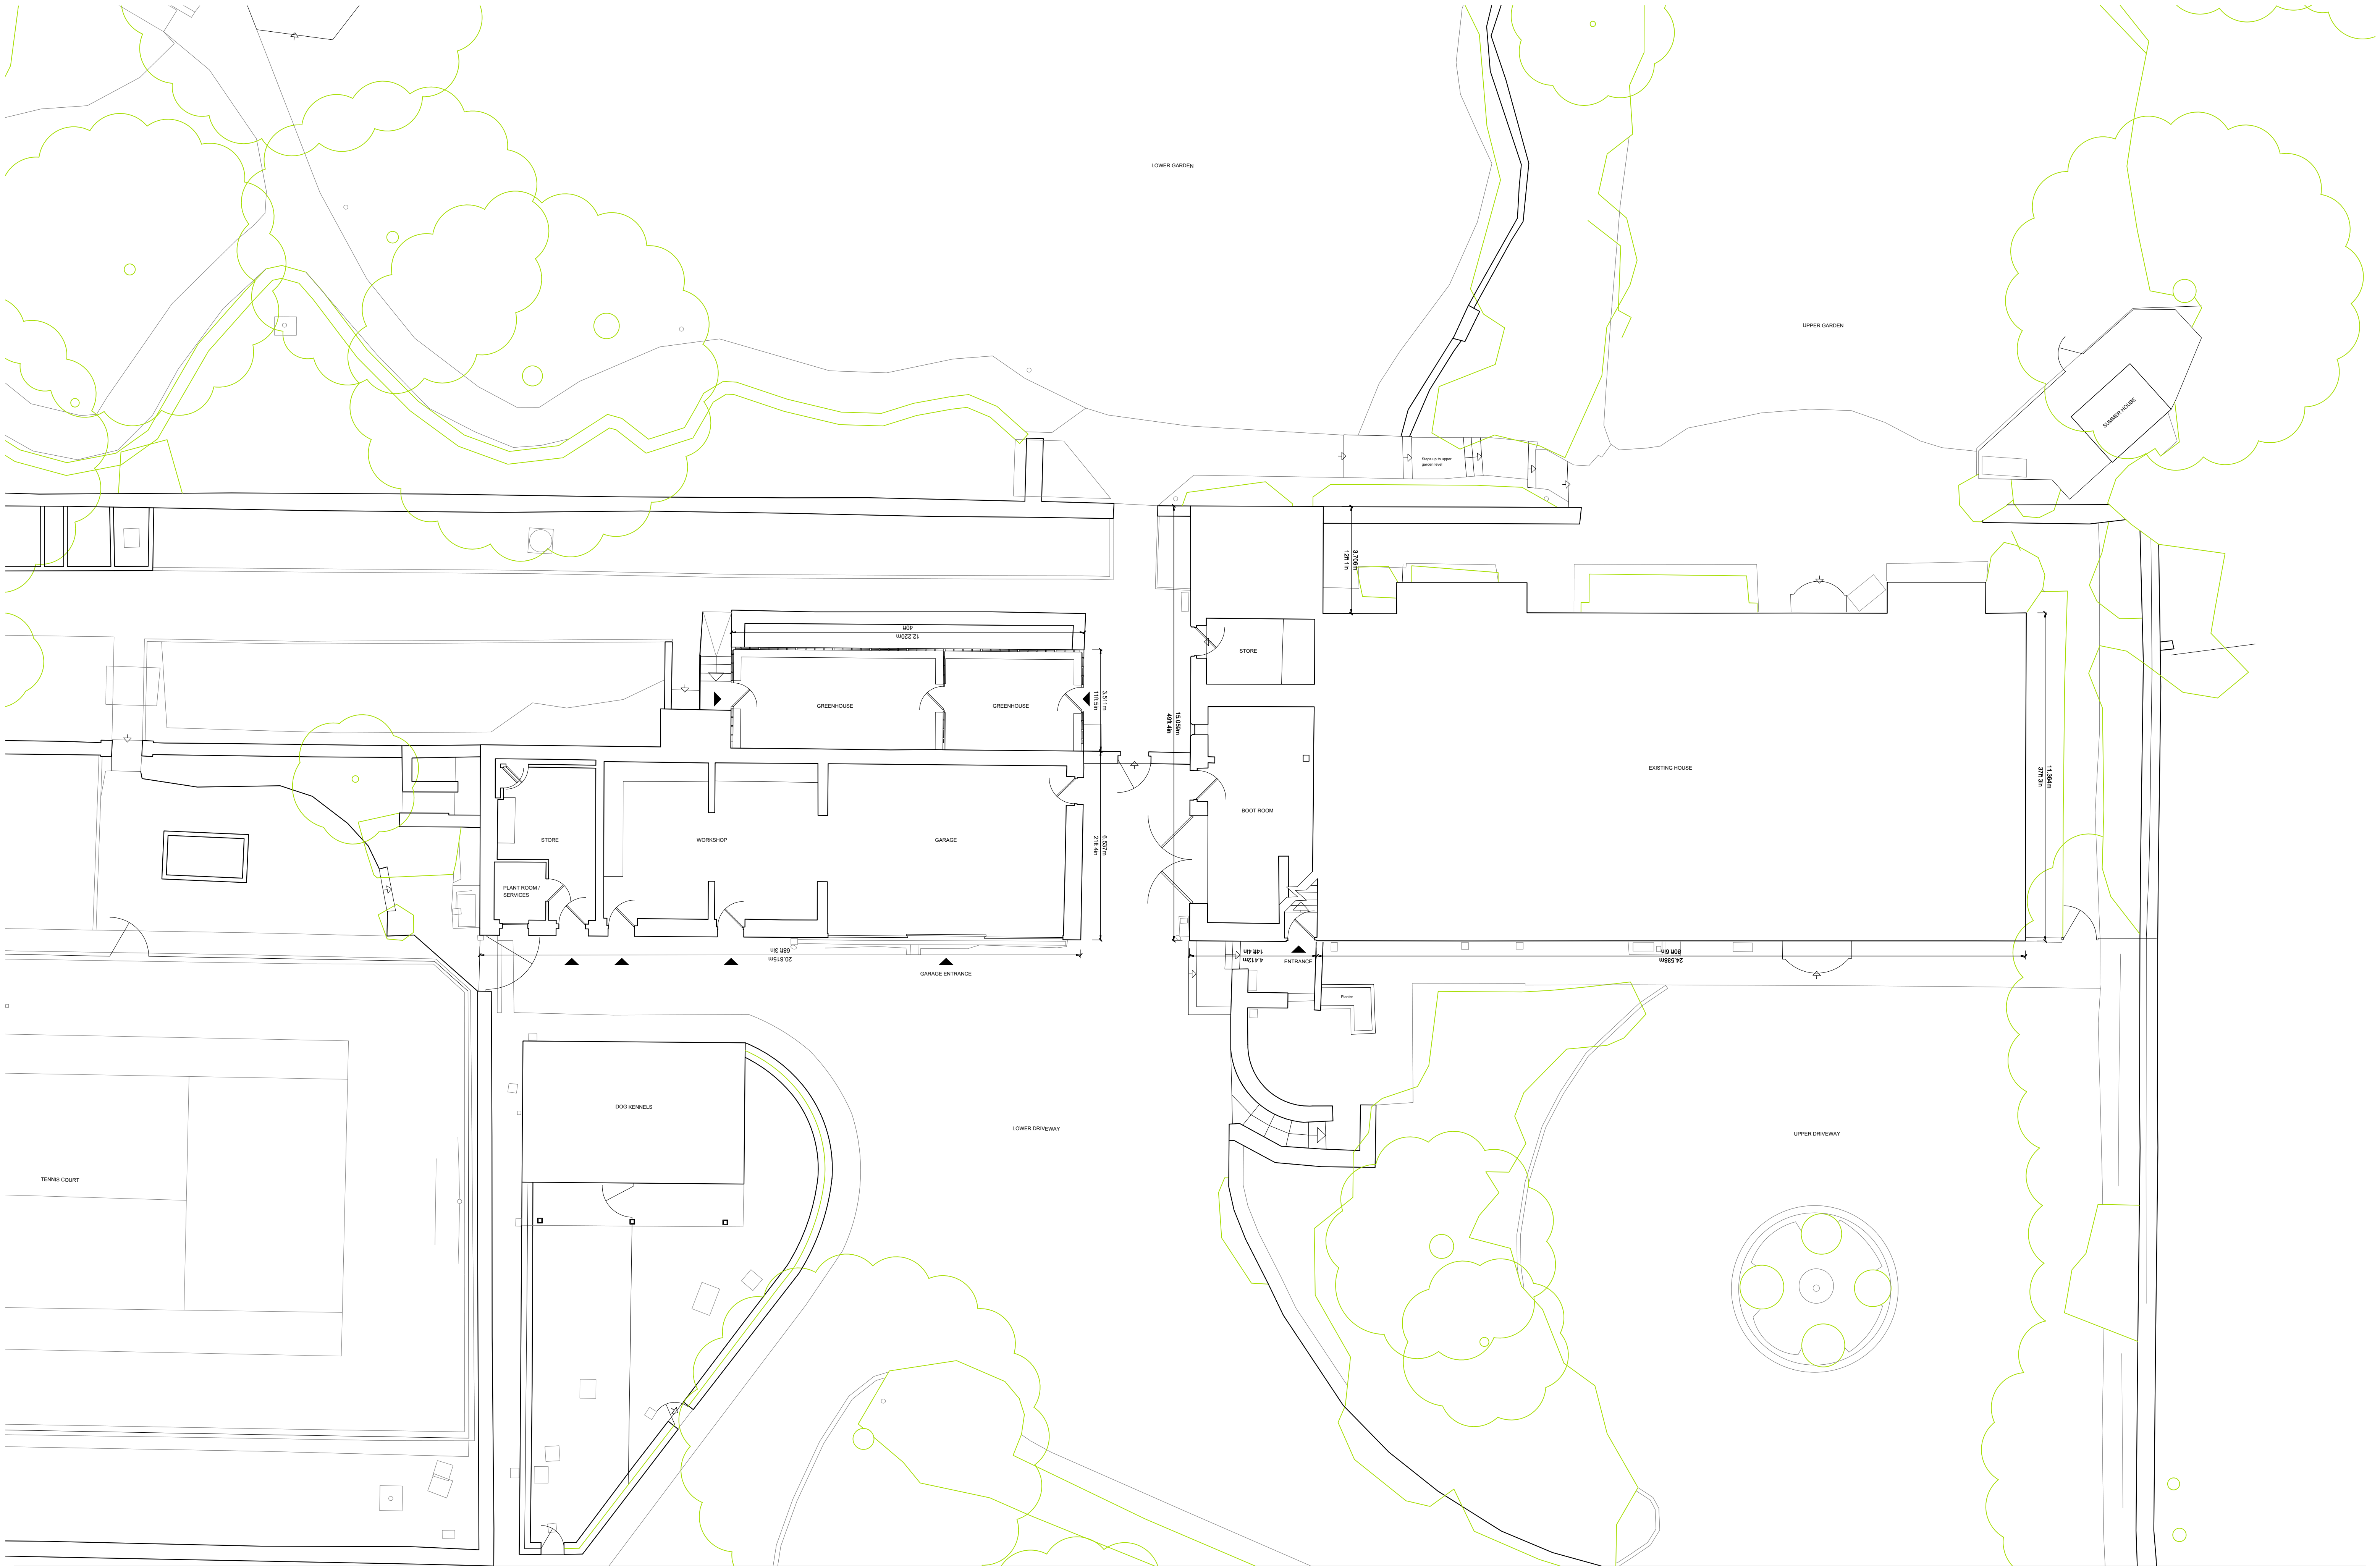 LOWER GARDEN
UPPER GARDEN
SUMMER HOUSE
Steps up to upper
garden level
3.706m
12ft 1in
40ft
12.220m
STORE
GREENHOUSE
GREENHOUSE
3.511m
11ft 5in
15.059m
49ft 4in
EXISTING HOUSE
11.364m
37ft 3in
BOOT ROOM
STORE
WORKSHOP
GARAGE
6.537m
21ft 4in
PLANT ROOM /
SERVICES
68ft 3in
20.815m
GARAGE ENTRANCE
14ft 4in
4.412m
ENTRANCE
80ft 6in
24.538m
Planter
DOG KENNELS
LOWER DRIVEWAY
UPPER DRIVEWAY
TENNIS COURT